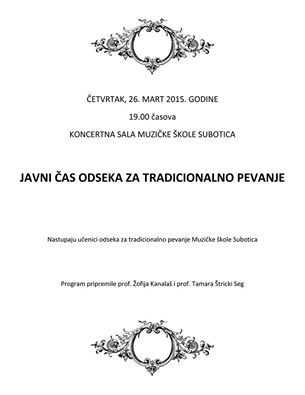 ČETVRTAK, 26. MART 2015. GODINE
19.00 časova
KONCERTNA SALA MUZIČKE ŠKOLE SUBOTICA
JAVNI ČAS ODSEKA ZA TRADICIONALNO PEVANJE
Nastupaju učenici odseka za tradicionalno pevanje Muzičke škole Subotica
Program pripremile prof. Žofija Kanalaš i prof. Tamara Štricki Seg